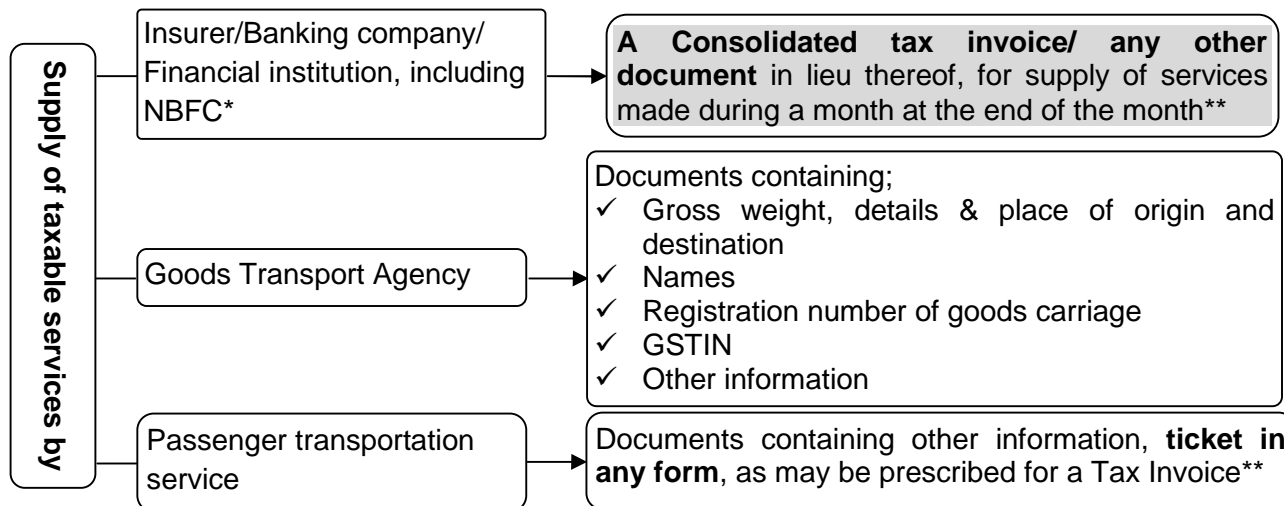 Supply of taxable services by
Insurer/Banking company/
Financial institution, including
NBFC*
A Consolidated tax invoice/ any other
document in lieu thereof, for supply of services
made during a month at the end of the month**
Goods Transport Agency
Documents containing;
✓ Gross weight, details & place of origin and
destination
✓ Names
✓ Registration number of goods carriage
✓ GSTIN
✓ Other information
Passenger transportation
service
Documents containing other information, ticket in
any form, as may be prescribed for a Tax Invoice**